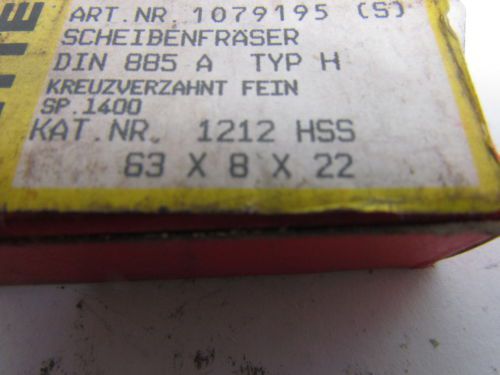 ART.NR. 1079195 (S)
SCHEIBENFRÄSER
DIN 885 A TYP H
KREUZVERZAHNT FEIN
SP.1400
KAT.NR. 1212 HSS
63 X 8 X 22